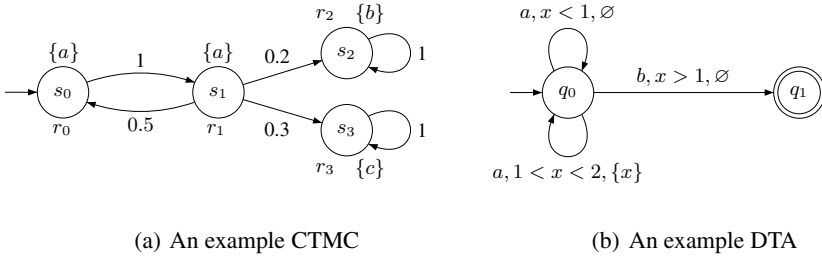 r₂ {b}
a, x < 1, ∅
{a} 1 {a} 0.2 s₂ 1
s₀ s₁ q₀ b, x > 1, ∅ q₁
r₀ 0.5 r₁ 0.3 s₃ 1
r₃ {c}
a, 1 < x < 2, {x}
(a) An example CTMC
(b) An example DTA